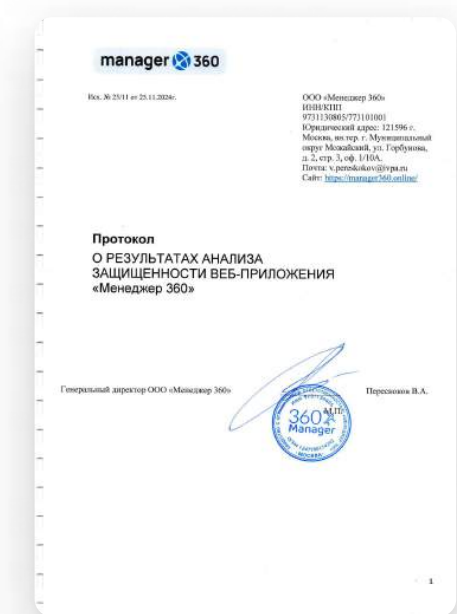 manager 360
Исх. № 25/11 от 25.11.2024г.
ООО «Менеджер 360»
ИНН/КПП
9731130805/773101001
Юридический адрес: 121596 г.
Москва, вн.тер. г. Муниципальный
округ Можайский, ул. Горбунова,
д. 2, стр. 3, оф. 1/10А.
Почта: v.pereskokov@vpa.ru
Сайт: https://manager360.online/
Протокол
О РЕЗУЛЬТАТАХ АНАЛИЗА
ЗАЩИЩЕННОСТИ ВЕБ-ПРИЛОЖЕНИЯ
«Менеджер 360»
Генеральный директор ООО «Менеджер 360»
Перескоков В.А.
М.П.
360
Manager
МОСКВА
1